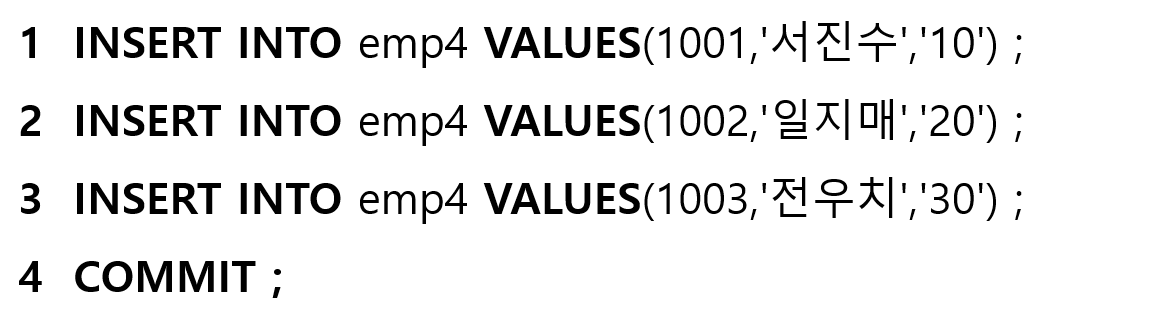 1 INSERT INTO emp4 VALUES(1001,'서진수','10') ;
2 INSERT INTO emp4 VALUES(1002,'일지매','20') ;
3 INSERT INTO emp4 VALUES(1003,'전우치','30') ;
4 COMMIT ;